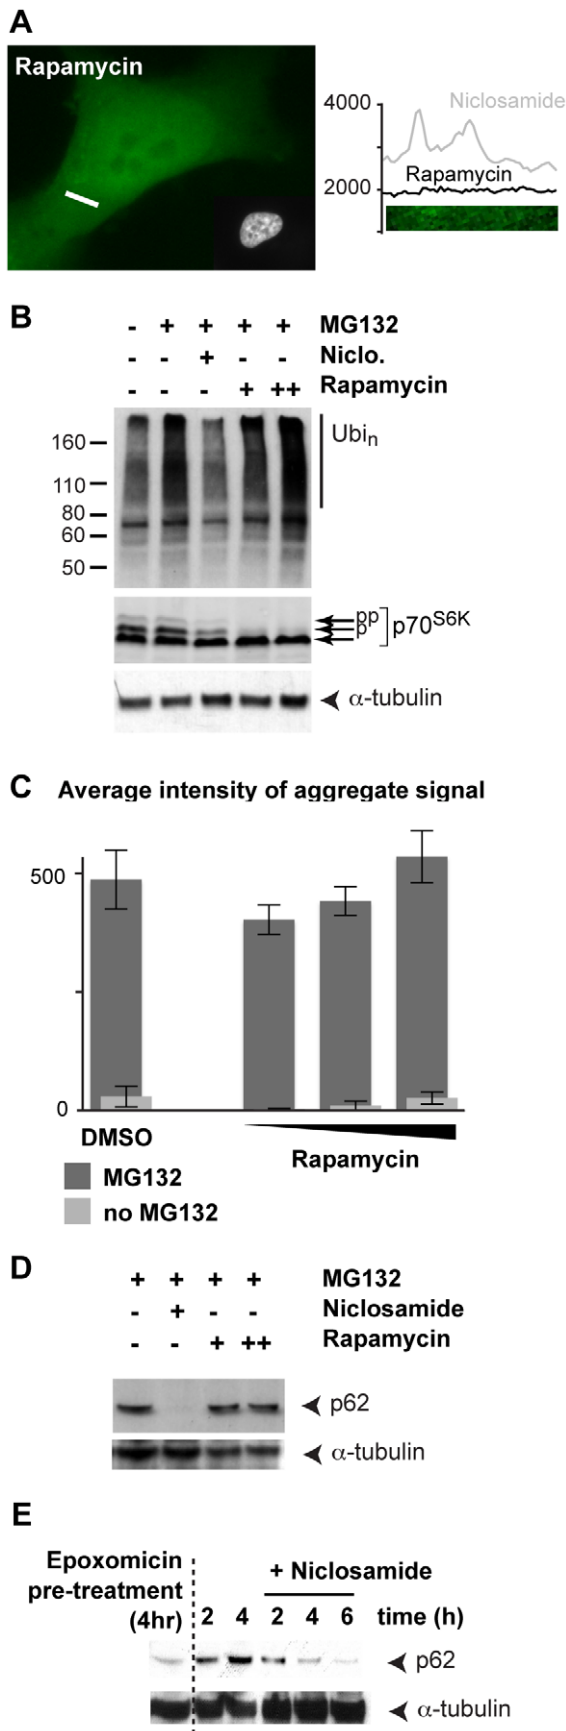 A
Rapamycin
4000
Niclosamide
Rapamycin
2000
B
- + + + + MG132
- - + - - Niclo.
- - - + ++ Rapamycin
Ubin
160
110
80
60
50
pp
p
p70S6K
α-tubulin
C Average intensity of aggregate signal
500
0
DMSO
Rapamycin
MG132
no MG132
D
+ + + + MG132
- + - - Niclosamide
- - + ++ Rapamycin
p62
α-tubulin
E
Epoxomicin
pre-treatment
(4hr)
+ Niclosamide
2 4 2 4 6 time (h)
p62
α-tubulin